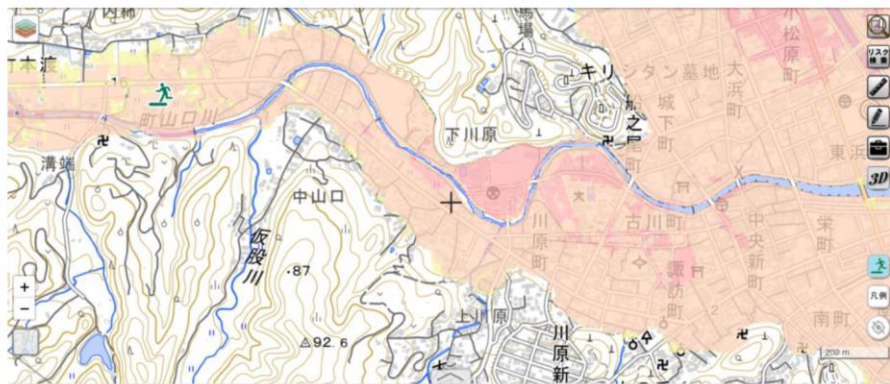 内柿
馬場
小松原町
リスク検索
町本渡
キリシタン墓地
大浜町
城下町
船之尾町
町山口川
下川原
東浜
3D
溝端
中山口
仮股川
川原町
古川町
中央新町
栄町
諏訪町
・87
92.6
上川原
川原新
南町
凡例
+
−
200 m